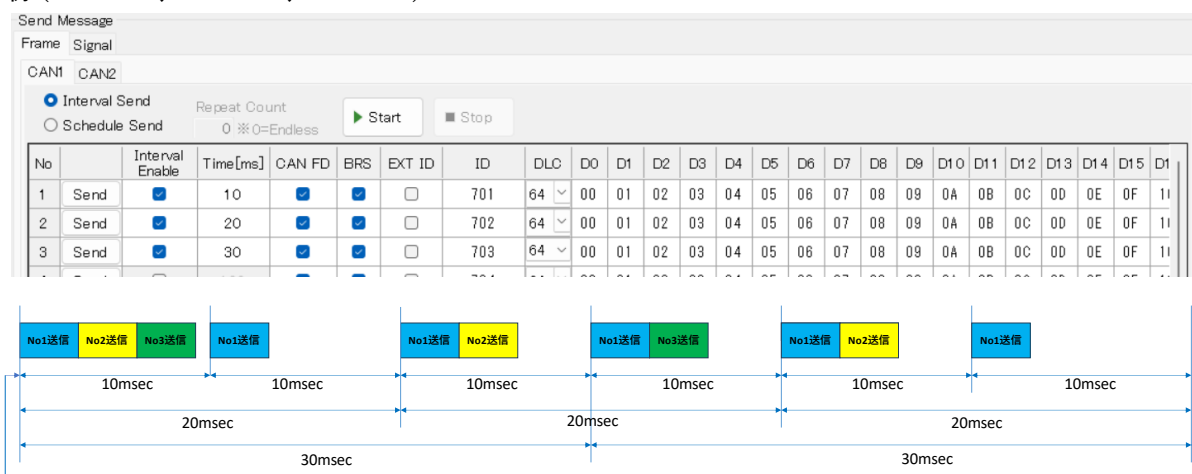 Send Message
Frame Signal
CAN1 CAN2
Interval Send
Schedule Send
Repeat Count
0 ※0=Endless
Start
Stop
No Interval Enable Time[ms] CAN FD BRS EXT ID ID DLC D0 D1 D2 D3 D4 D5 D6 D7 D8 D9 D10 D11 D12 D13 D14 D15
1 Send 10 701 64 00 01 02 03 04 05 06 07 08 09 0A 0B 0C 0D 0E 0F
2 Send 20 702 64 00 01 02 03 04 05 06 07 08 09 0A 0B 0C 0D 0E 0F
3 Send 30 703 64 00 01 02 03 04 05 06 07 08 09 0A 0B 0C 0D 0E 0F
No1送信 No2送信 No3送信 No1送信 No1送信 No2送信 No1送信 No3送信 No1送信 No2送信 No1送信
10msec 10msec 10msec 10msec 10msec 10msec
20msec 20msec 20msec
30msec 30msec